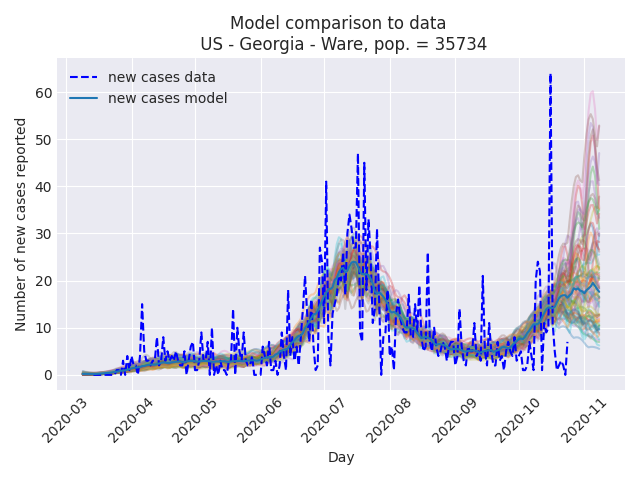 Model comparison to data
US - Georgia - Ware, pop. = 35734
new cases data
new cases model
Number of new cases reported
60
50
40
30
20
10
0
2020-03
2020-04
2020-05
2020-06
2020-07
2020-08
2020-09
2020-10
2020-11
Day